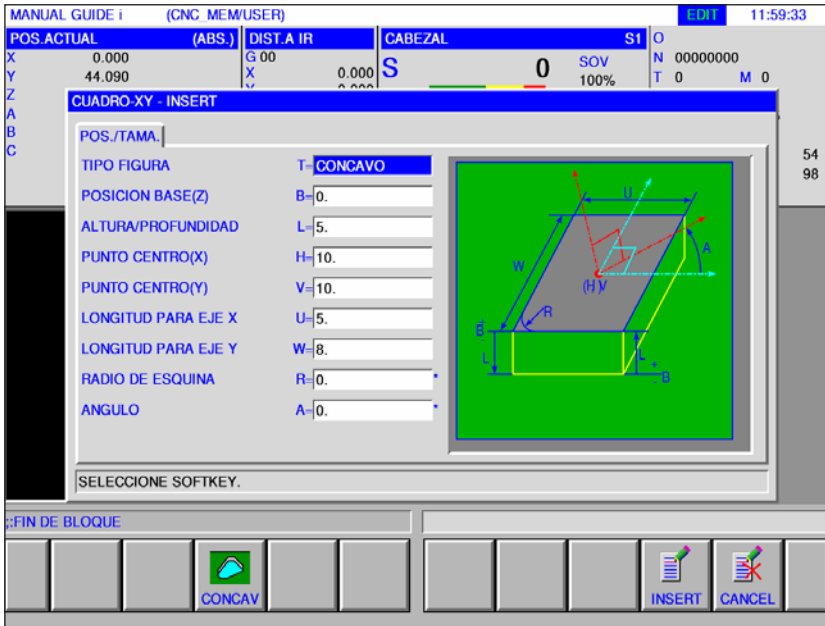 MANUAL GUIDE i (CNC_MEM/USER) EDIT 11:59:33
POS.ACTUAL (ABS.) DIST.A IR CABEZAL S1 O
X 0.000 G 00 S 0 SOV N 00000000
Y 44.090 X 0.000 100% T 0 M 0
Z
A
B
C
54
98
CUADRO-XY - INSERT
POS./TAMA.
TIPO FIGURA T=CONCAVO
POSICION BASE(Z) B=0.
ALTURA/PROFUNDIDAD L=5.
PUNTO CENTRO(X) H=10.
PUNTO CENTRO(Y) V=10.
LONGITUD PARA EJE X U=5.
LONGITUD PARA EJE Y W=8.
RADIO DE ESQUINA R=0. *
ANGULO A=0. *
U
A
W
(H,V)
R
B + -
L L
+ - B
SELECCIONE SOFTKEY.
;:FIN DE BLOQUE
CONCAV INSERT CANCEL